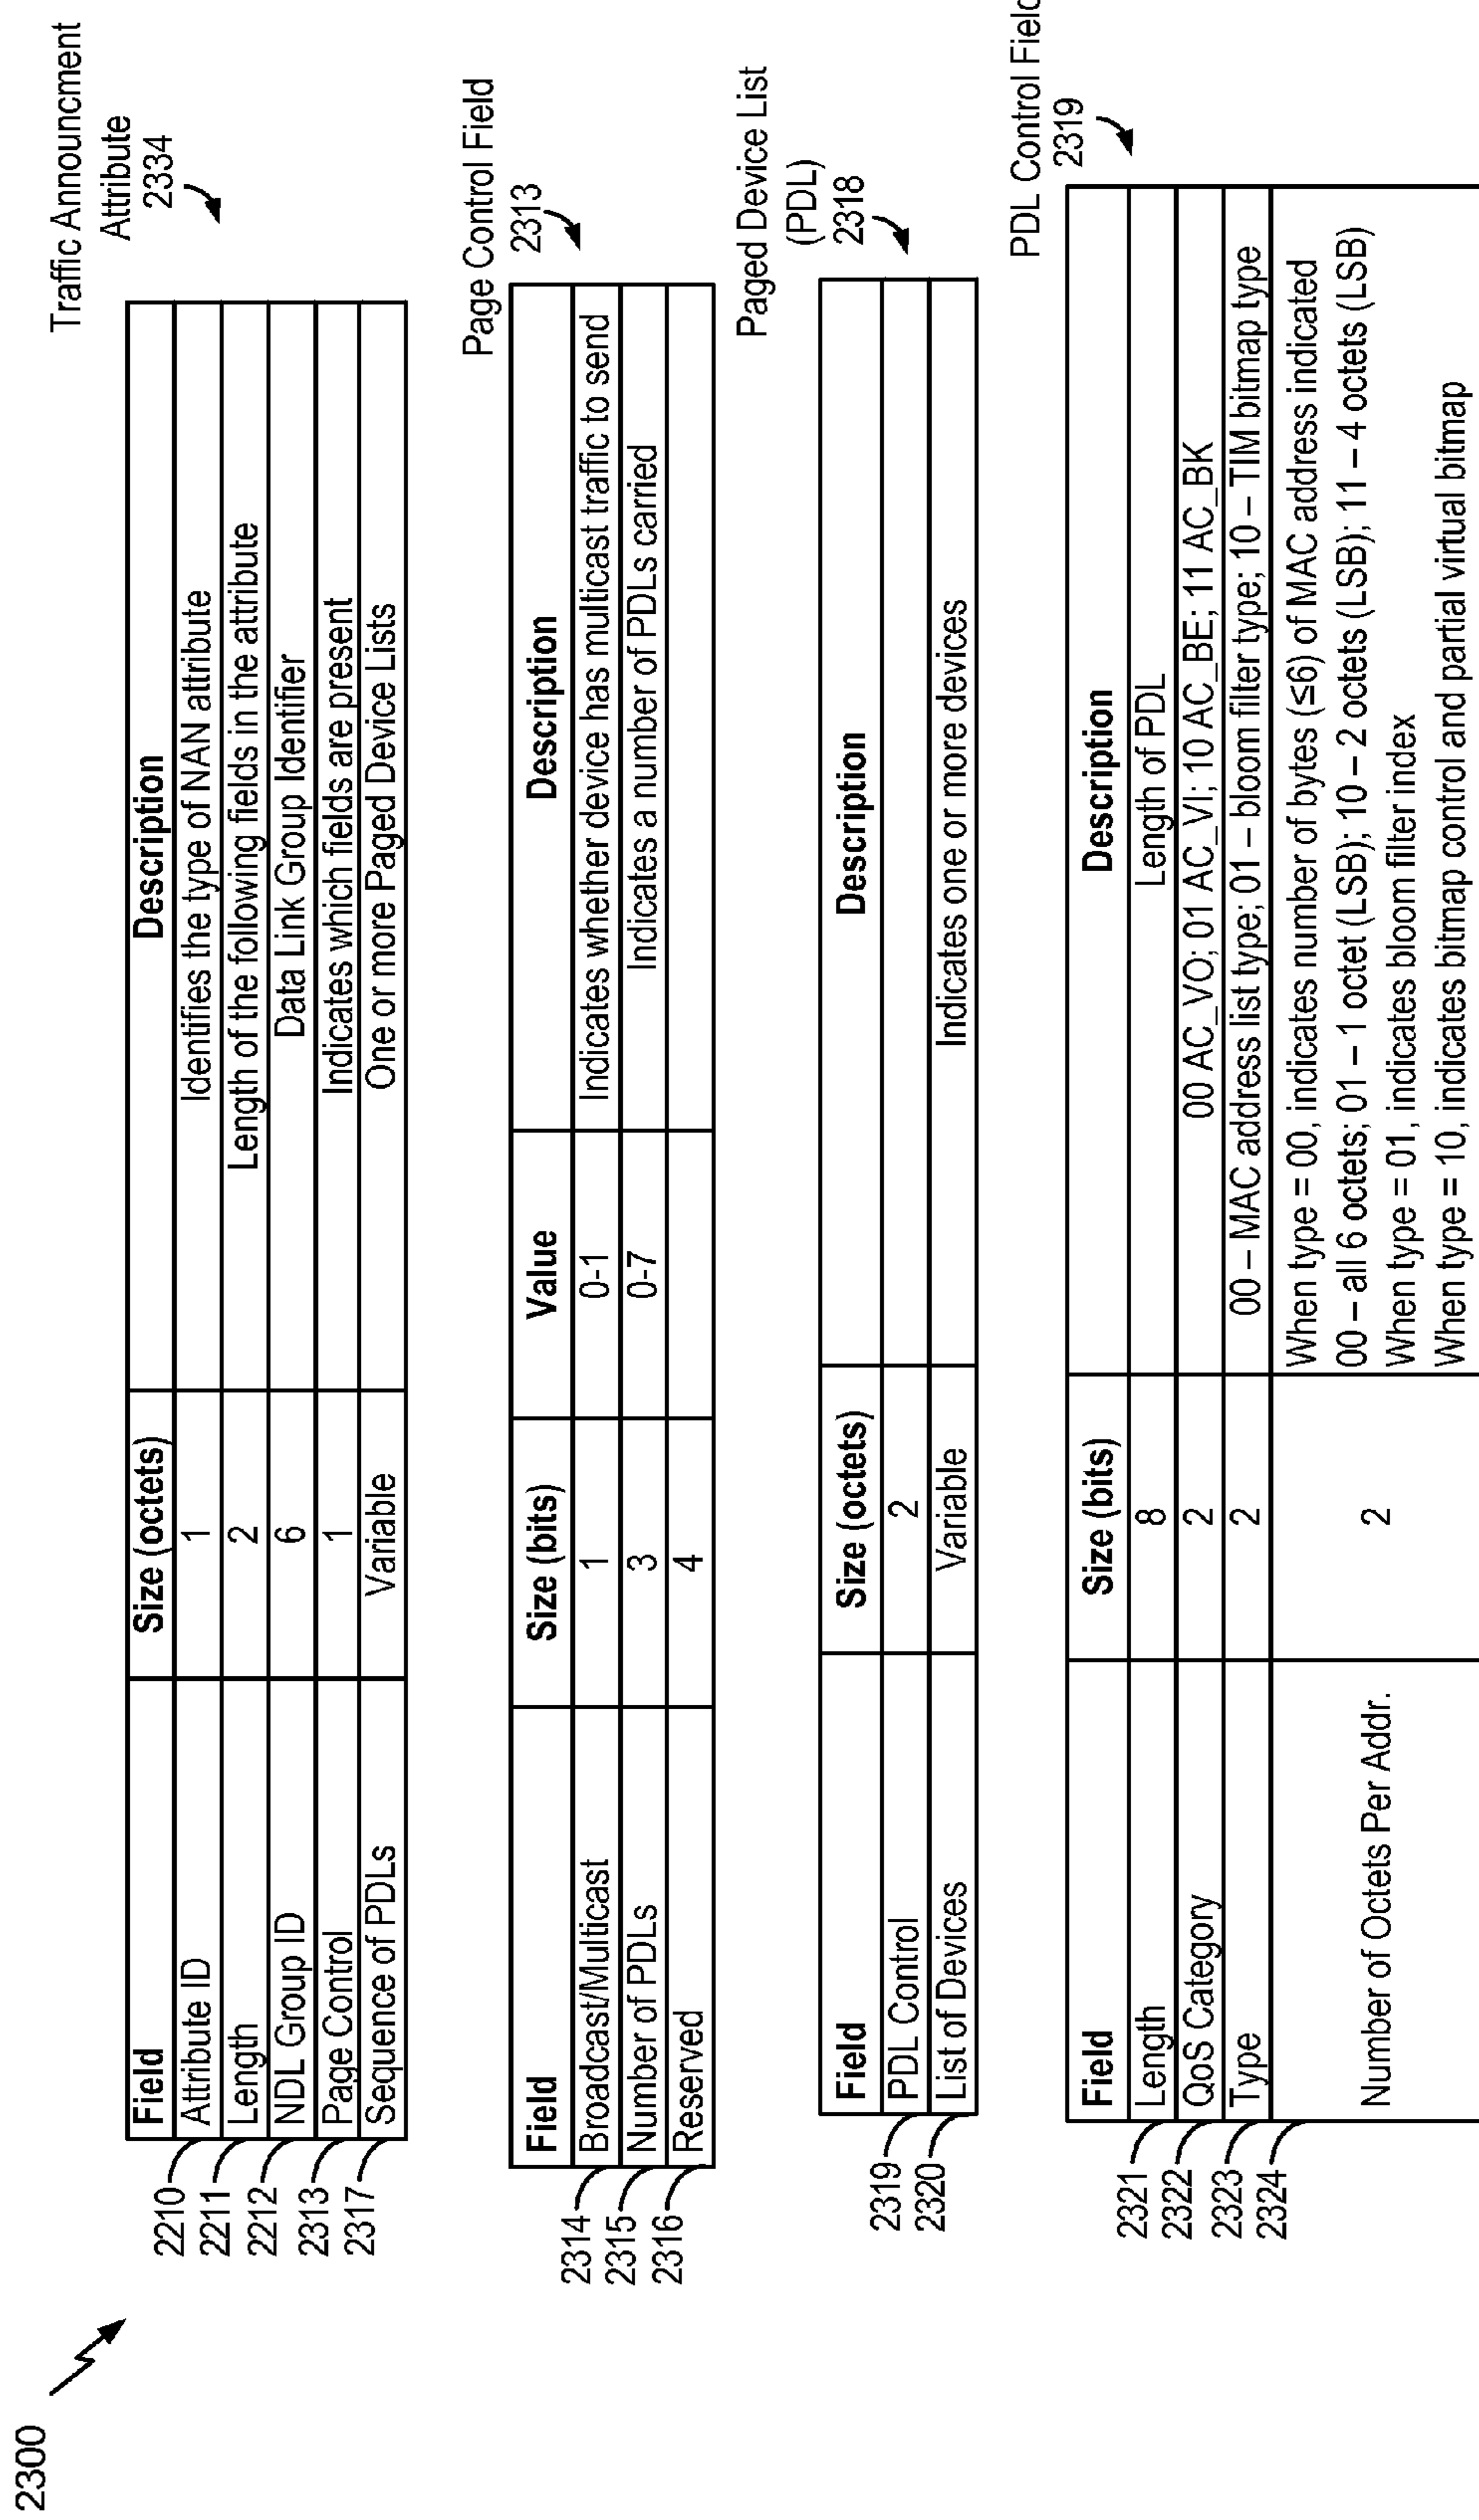 2300
Traffic Announcment
Attribute
2334
Field Size (octets) Description
2210 Attribute ID 1 Identifies the type of NAN attribute
2211 Length 2 Length of the following fields in the attribute
2212 NDL Group ID 6 Data Link Group Identifier
2313 Page Control 1 Indicates which fields are present
2317 Sequence of PDLs Variable One or more Paged Device Lists
Page Control Field
2313
Field Size (bits) Value Description
2314 Broadcast/Multicast 1 0-1 Indicates whether device has multicast traffic to send
2315 Number of PDLs 3 0-7 Indicates a number of PDLs carried
2316 Reserved 4
Paged Device List
(PDL)
2318
Field Size (octets) Description
2319 PDL Control 2
2320 List of Devices Variable Indicates one or more devices
PDL Control Field
2319
Field Size (bits) Description
2321 Length 8 Length of PDL
2322 QoS Category 2 00 AC_VO; 01 AC_VI; 10 AC_BE; 11 AC_BK
2323 Type 2 00 – MAC address list type; 01 – bloom filter type; 10 – TIM bitmap type
2324 Number of Octets Per Addr. 2 When type = 00, indicates number of bytes (≤6) of MAC address indicated
00 – all 6 octets; 01 – 1 octet (LSB); 10 – 2 octets (LSB); 11 – 4 octets (LSB)
When type = 01, indicates bloom filter index
When type = 10, indicates bitmap control and partial virtual bitmap